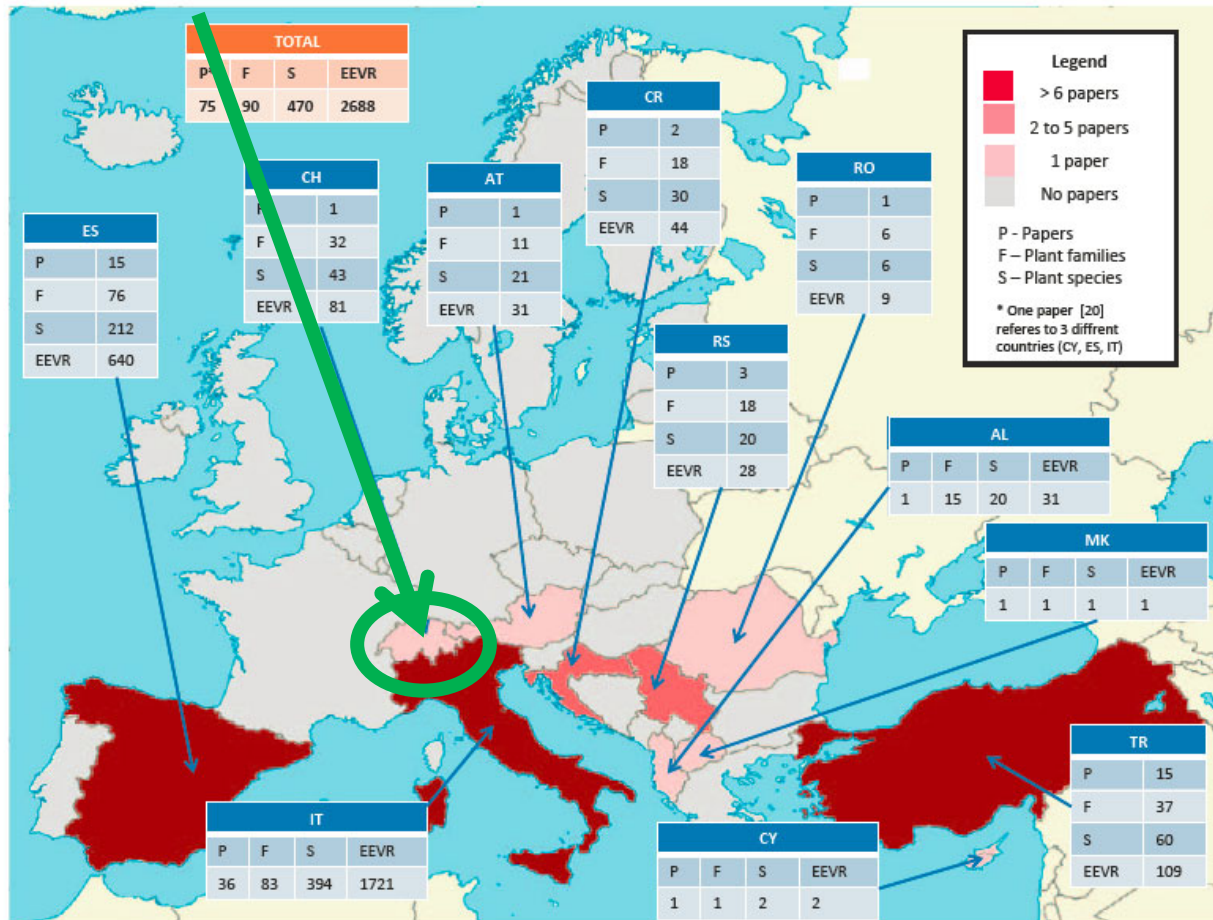 TOTAL
P* F S EEVR
75 90 470 2688
CH
P 1
F 32
S 43
EEVR 81
AT
P 1
F 11
S 21
EEVR 31
CR
P 2
F 18
S 30
EEVR 44
RO
P 1
F 6
S 6
EEVR 9
Legend
> 6 papers
2 to 5 papers
1 paper
No papers
P - Papers
F – Plant families
S – Plant species
* One paper [20]
referes to 3 diffrent
countries (CY, ES, IT)
ES
P 15
F 76
S 212
EEVR 640
RS
P 3
F 18
S 20
EEVR 28
AL
P F S EEVR
1 15 20 31
MK
P F S EEVR
1 1 1 1
TR
P 15
F 37
S 60
EEVR 109
IT
P F S EEVR
36 83 394 1721
CY
P F S EEVR
1 1 2 2